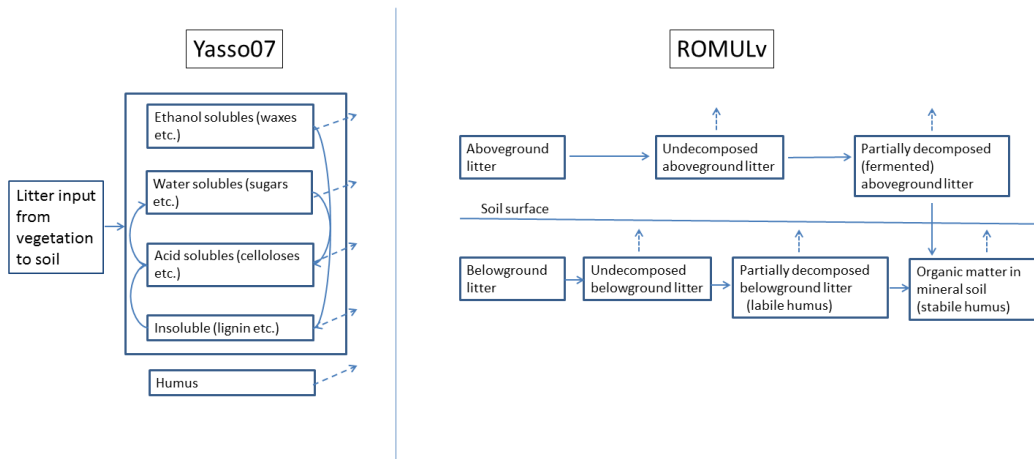 Yasso07
Litter input
from
vegetation
to soil
Ethanol solubles (waxes
etc.)
Water solubles (sugars
etc.)
Acid solubles (celloloses
etc.)
Insoluble (lignin etc.)
Humus
ROMULv
Aboveground
litter
Undecomposed
aboveground litter
Partially decomposed
(fermented)
aboveground litter
Soil surface
Belowground
litter
Undecomposed
belowground litter
Partially decomposed
belowground litter
(labile humus)
Organic matter in
mineral soil
(stabile humus)